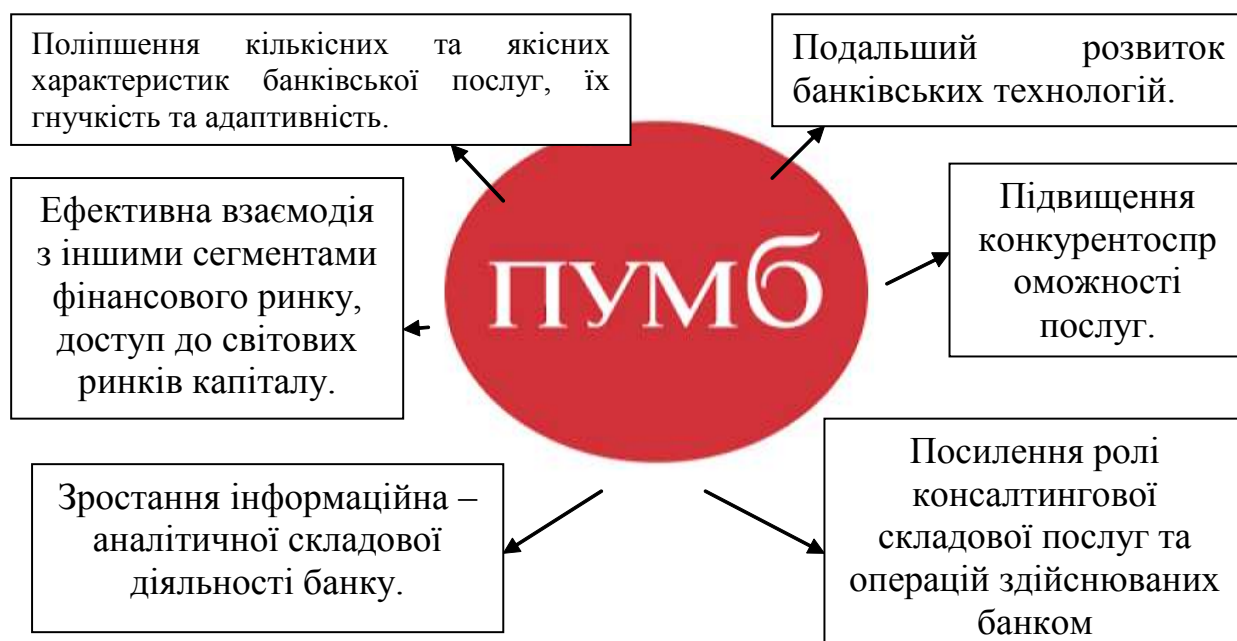 Поліпшення кількісних та якісних
характеристик банківської послуг, їх
гнучкість та адаптивність.
Подальший розвиток
банківських технологій.
Ефективна взаємодія
з іншими сегментами
фінансового ринку,
доступ до світових
ринків капіталу.
ПУМБ
Підвищення
конкурентоспр
оможності
послуг.
Зростання інформаційна –
аналітичної складової
діяльності банку.
Посилення ролі
консалтингової
складової послуг та
операцій здійснюваних
банком